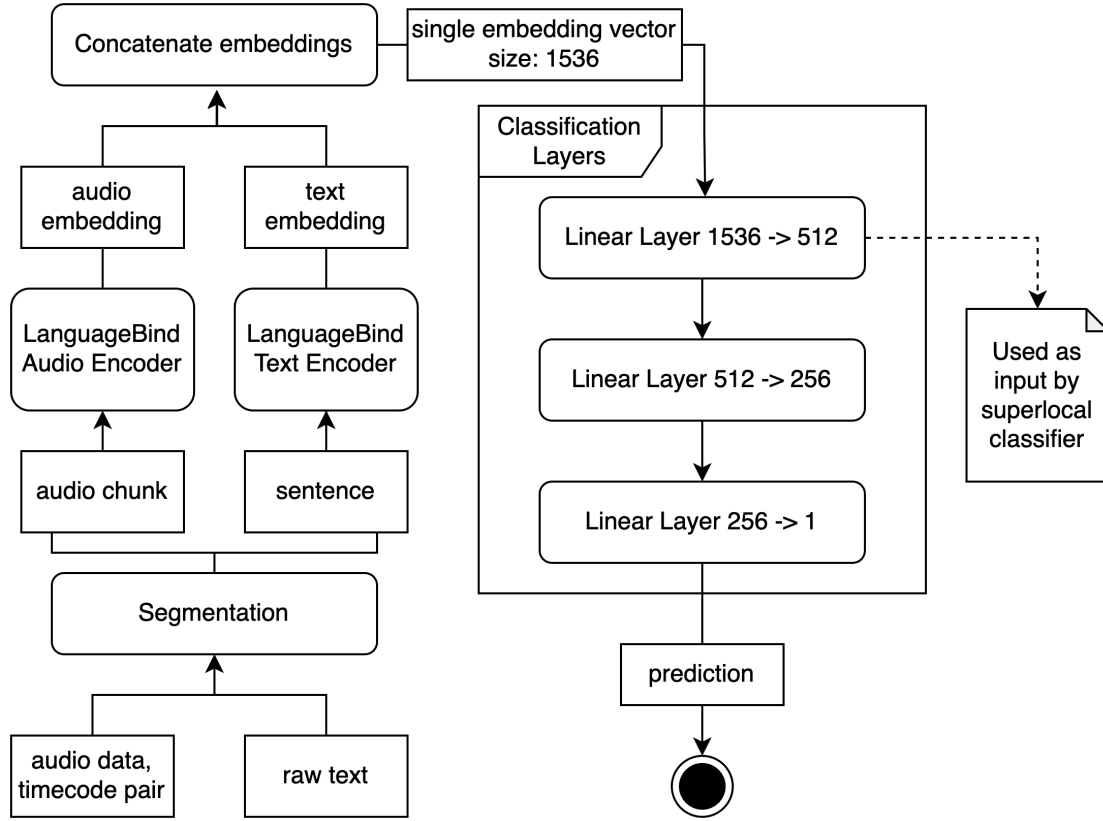 Concatenate embeddings
single embedding vector
size: 1536
Classification
Layers
audio
embedding
text
embedding
Linear Layer 1536 -> 512
LanguageBind
Audio Encoder
LanguageBind
Text Encoder
Linear Layer 512 -> 256
Used as
input by
superlocal
classifier
audio chunk
sentence
Linear Layer 256 -> 1
Segmentation
prediction
audio data,
timecode pair
raw text